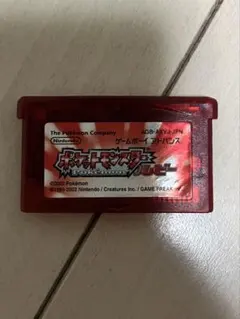 The Pokémon Company
AGB-AXVJ-JPN
Nintendo
ゲームボーイ アドバンス
ポケットモンスター
ルビー
©2002 Pokémon
©1995-2002 Nintendo / Creatures inc. / GAME FREAK inc.